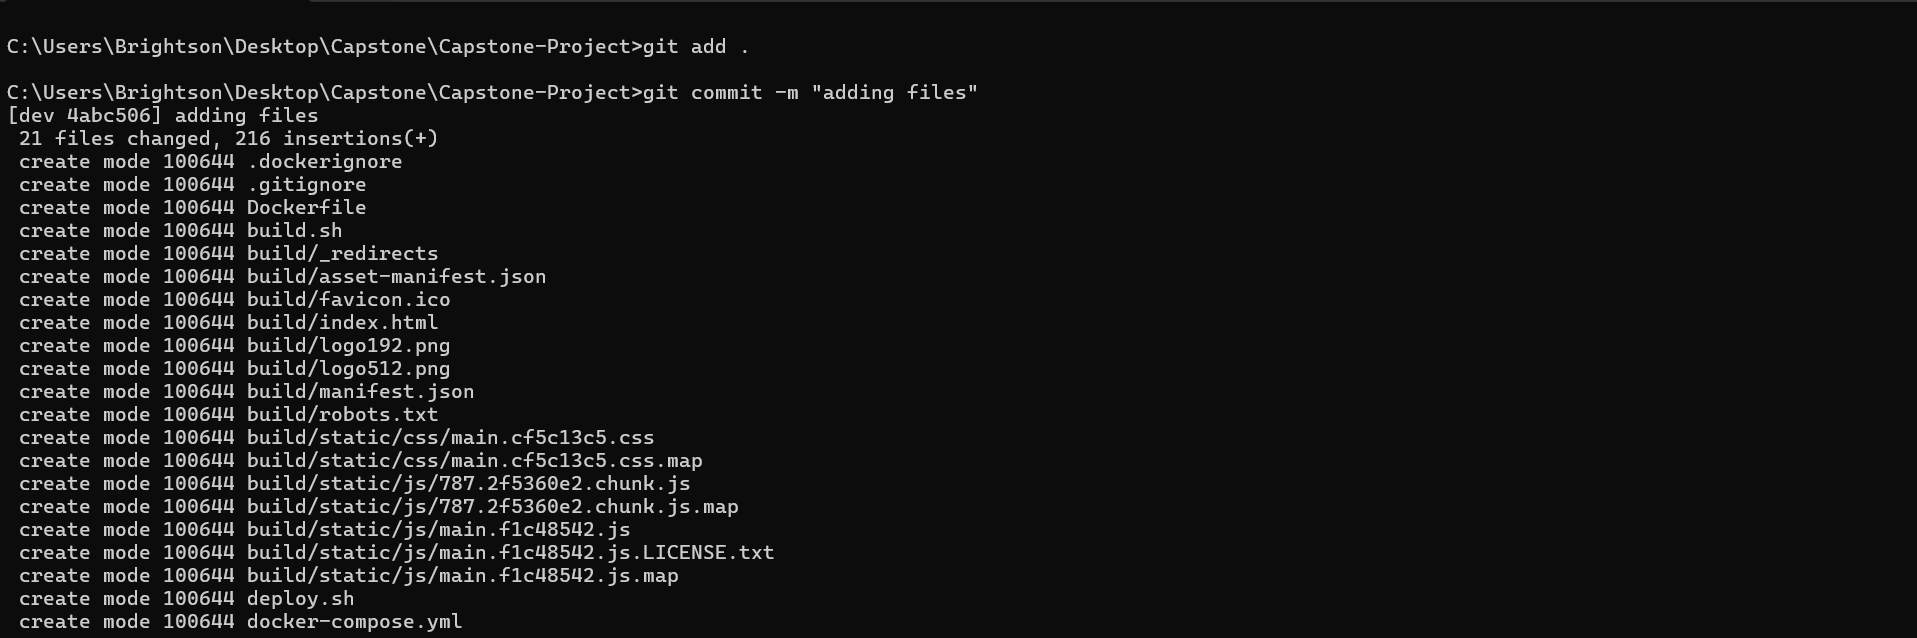 C:\Users\Brightson\Desktop\Capstone\Capstone-Project>git add .
C:\Users\Brightson\Desktop\Capstone\Capstone-Project>git commit -m "adding files"
[dev 4abc506] adding files
 21 files changed, 216 insertions(+)
 create mode 100644 .dockerignore
 create mode 100644 .gitignore
 create mode 100644 Dockerfile
 create mode 100644 build.sh
 create mode 100644 build/_redirects
 create mode 100644 build/asset-manifest.json
 create mode 100644 build/favicon.ico
 create mode 100644 build/index.html
 create mode 100644 build/logo192.png
 create mode 100644 build/logo512.png
 create mode 100644 build/manifest.json
 create mode 100644 build/robots.txt
 create mode 100644 build/static/css/main.cf5c13c5.css
 create mode 100644 build/static/css/main.cf5c13c5.css.map
 create mode 100644 build/static/js/787.2f5360e2.chunk.js
 create mode 100644 build/static/js/787.2f5360e2.chunk.js.map
 create mode 100644 build/static/js/main.f1c48542.js
 create mode 100644 build/static/js/main.f1c48542.js.LICENSE.txt
 create mode 100644 build/static/js/main.f1c48542.js.map
 create mode 100644 deploy.sh
 create mode 100644 docker-compose.yml